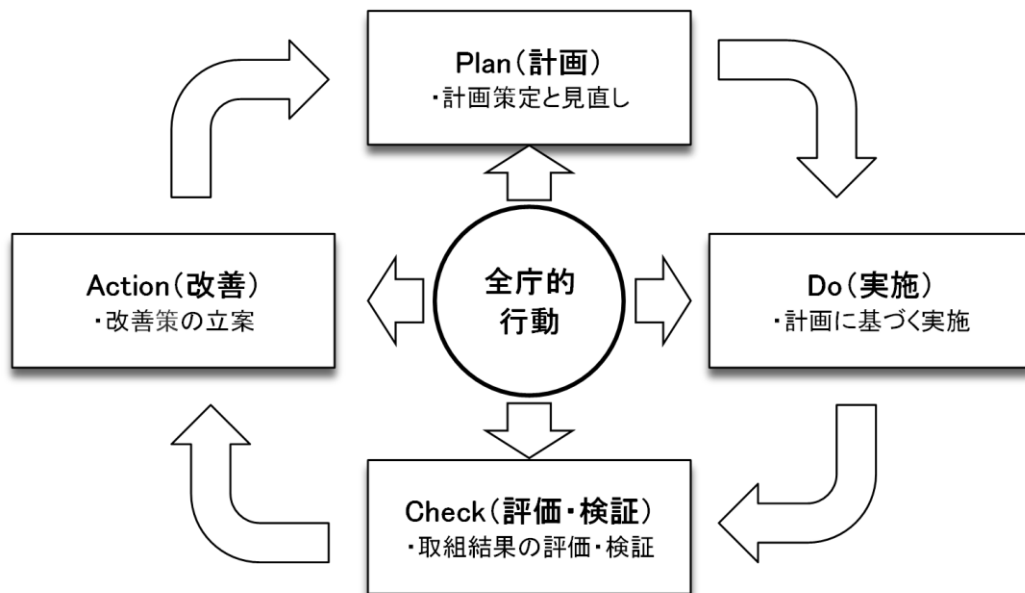 Plan(計画)
・計画策定と見直し
Action(改善)
・改善策の立案
全庁的
行動
Do(実施)
・計画に基づく実施
Check(評価・検証)
・取組結果の評価・検証